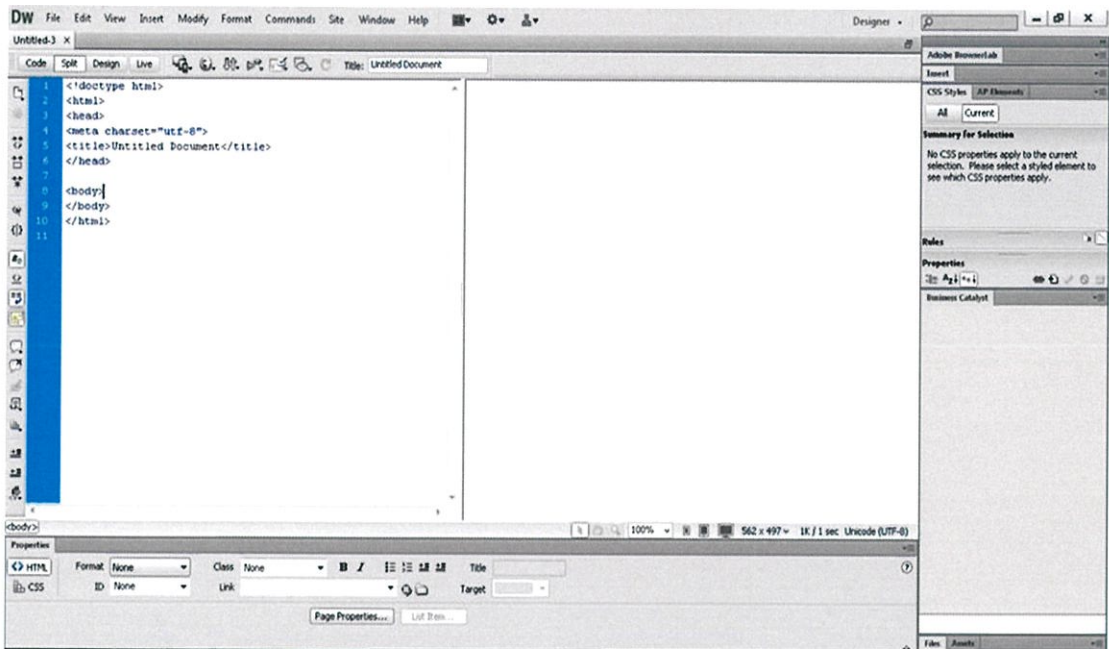 DW File Edit View Insert Modify Format Commands Site Window Help Designer
Untitled-3 ×
Code Split Design Live Title: Untitled Document
1 <!doctype html>
2 <html>
3 <head>
4 <meta charset="utf-8">
5 <title>Untitled Document</title>
6 </head>
7
8 <body>
9 </body>
10 </html>
11
Adobe BrowserLab
Insert
CSS Styles AP Elements
All Current
Summary for Selection
No CSS properties apply to the current
selection. Please select a styled element to
see which CSS properties apply.
Rules
Properties
Business Catalyst
<body> 100% 562 x 497 1K / 1 sec Unicode (UTF-8)
Properties
<> HTML Format None Class None B I Title
CSS ID None Link Target
Page Properties... List Item ...
Files Assets